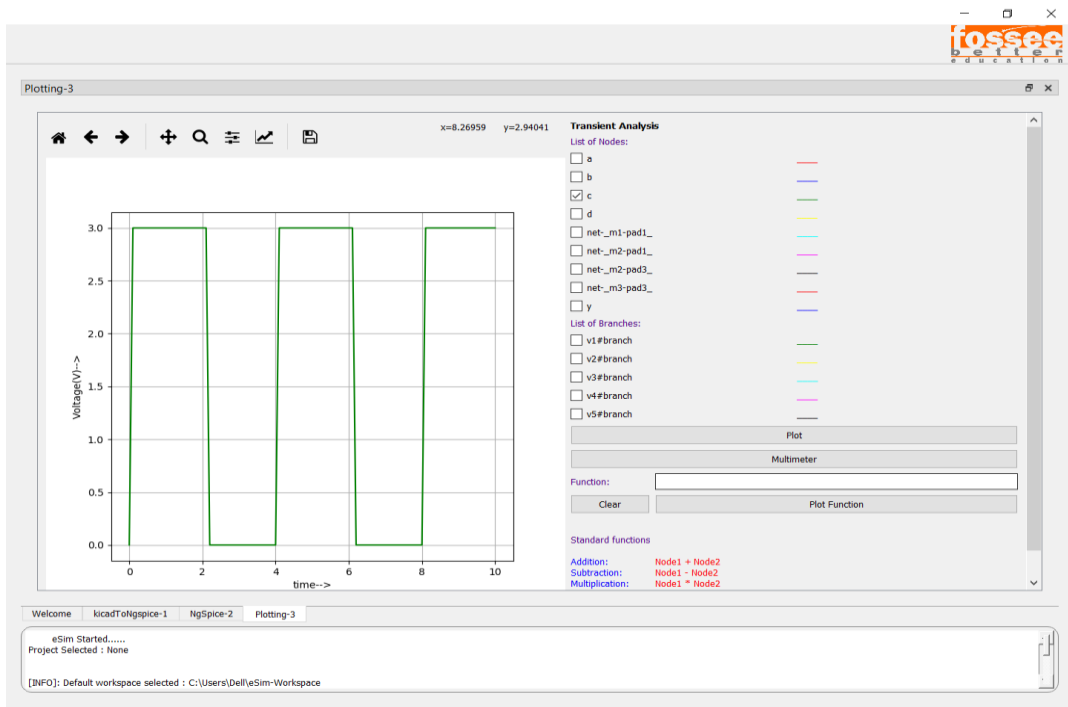 fossee
better
education
Plotting-3
x=8.26959 y=2.94041
Transient Analysis
List of Nodes:
a
b
c
d
net-_m1-pad1_
net-_m2-pad1_
net-_m2-pad3_
net-_m3-pad3_
y
List of Branches:
v1#branch
v2#branch
v3#branch
v4#branch
v5#branch
Plot
Multimeter
Function:
Clear Plot Function
Standard functions
Addition: Node1 + Node2
Subtraction: Node1 - Node2
Multiplication: Node1 * Node2
3.0
2.5
2.0
1.5
1.0
0.5
0.0
Voltage(V)-->
0 2 4 6 8 10
time-->
Welcome kicadToNgspice-1 NgSpice-2 Plotting-3
eSim Started......
Project Selected : None
[INFO]: Default workspace selected : C:\Users\Dell\eSim-Workspace